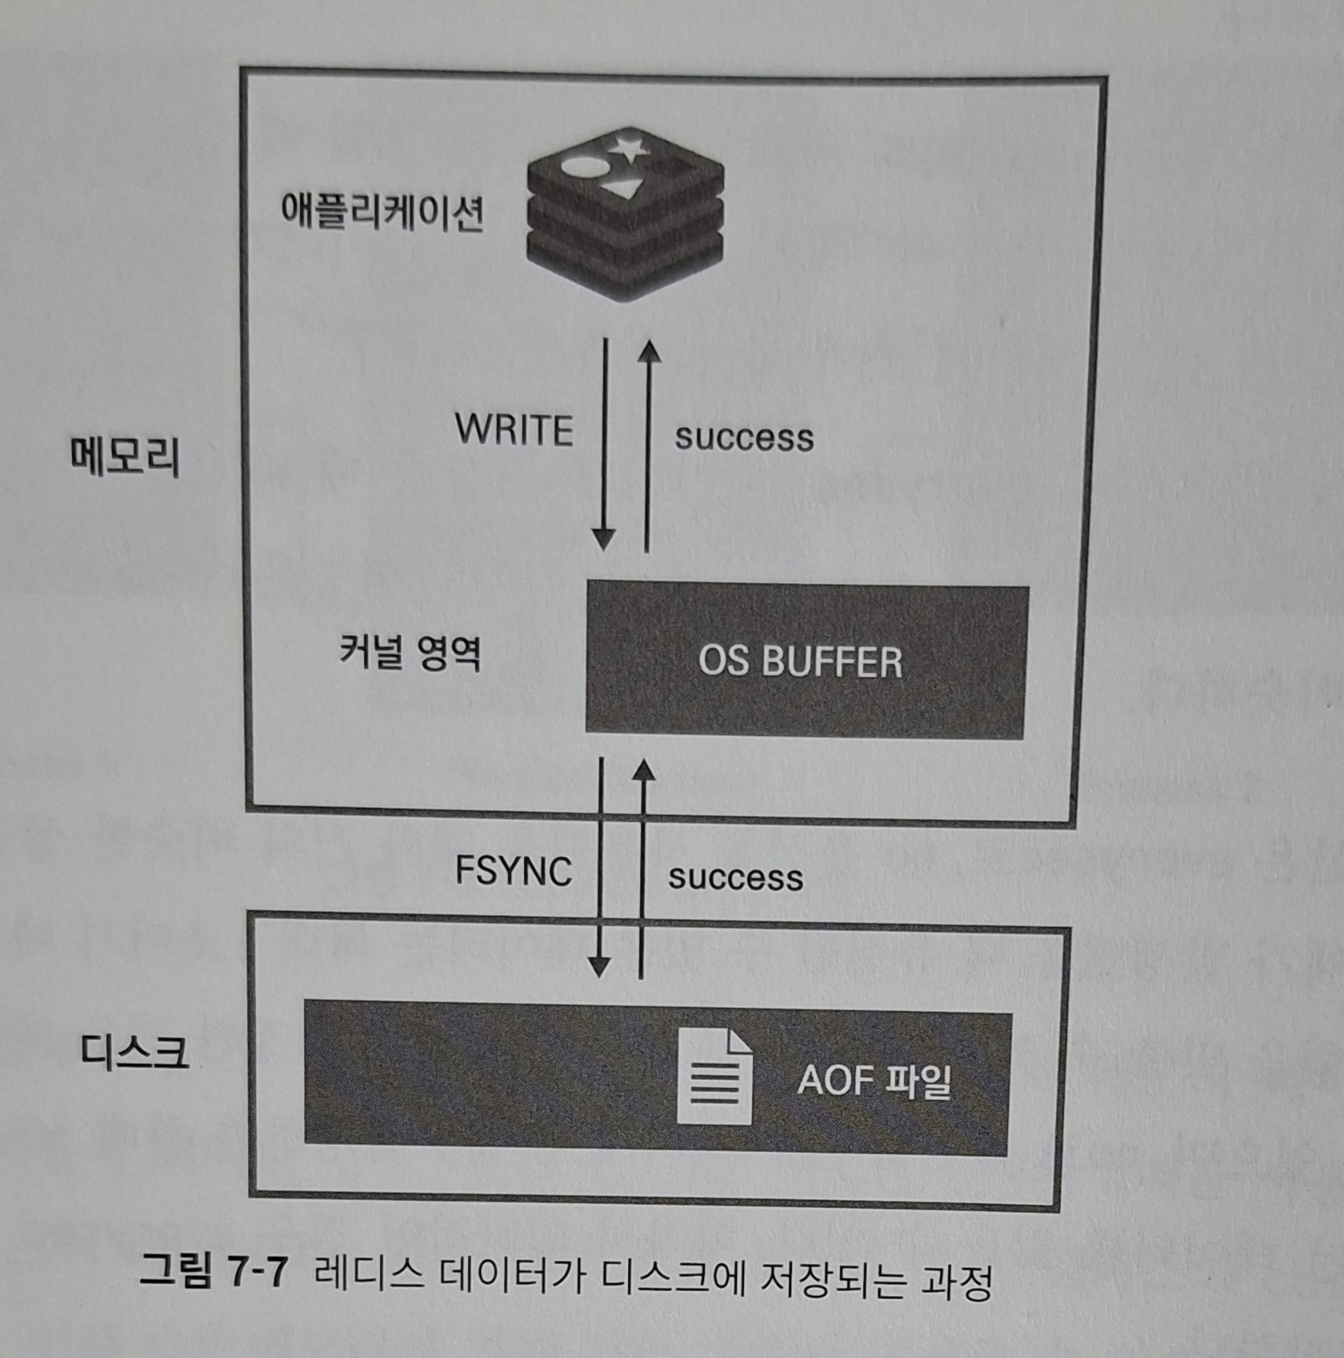 애플리케이션
WRITE
success
메모리
커널 영역
OS BUFFER
FSYNC
success
디스크
AOF 파일
그림 7-7 레디스 데이터가 디스크에 저장되는 과정